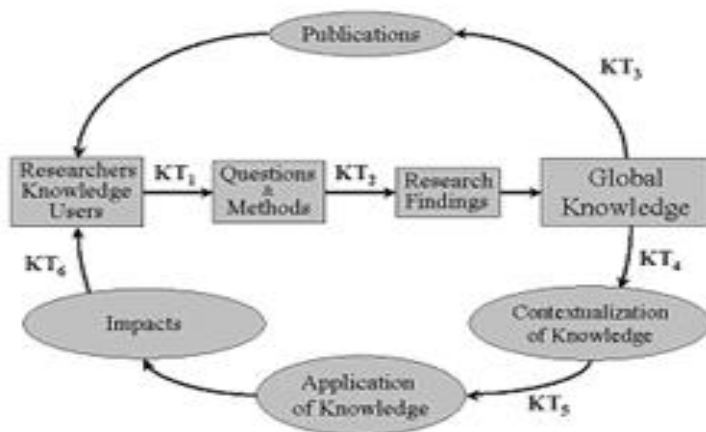 Publications
KT3
Researchers
Knowledge
Users
KT1
Questions
&
Methods
KT2
Research
Findings
Global
Knowledge
KT6
KT4
Impacts
Contextualization
of Knowledge
Application
of Knowledge
KT5